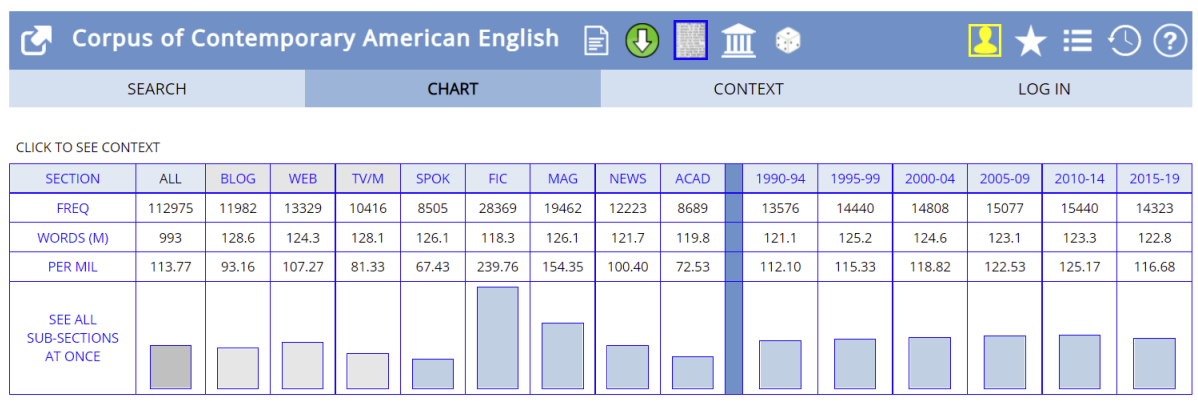 Corpus of Contemporary American English
SEARCH CHART CONTEXT LOG IN
CLICK TO SEE CONTEXT
SECTION ALL BLOG WEB TV/M SPOK FIC MAG NEWS ACAD 1990-94 1995-99 2000-04 2005-09 2010-14 2015-19
FREQ 112975 11982 13329 10416 8505 28369 19462 12223 8689 13576 14440 14808 15077 15440 14323
WORDS (M) 993 128.6 124.3 128.1 126.1 118.3 126.1 121.7 119.8 121.1 125.2 124.6 123.1 123.3 122.8
PER MIL 113.77 93.16 107.27 81.33 67.43 239.76 154.35 100.40 72.53 112.10 115.33 118.82 122.53 125.17 116.68
SEE ALL
SUB-SECTIONS
AT ONCE